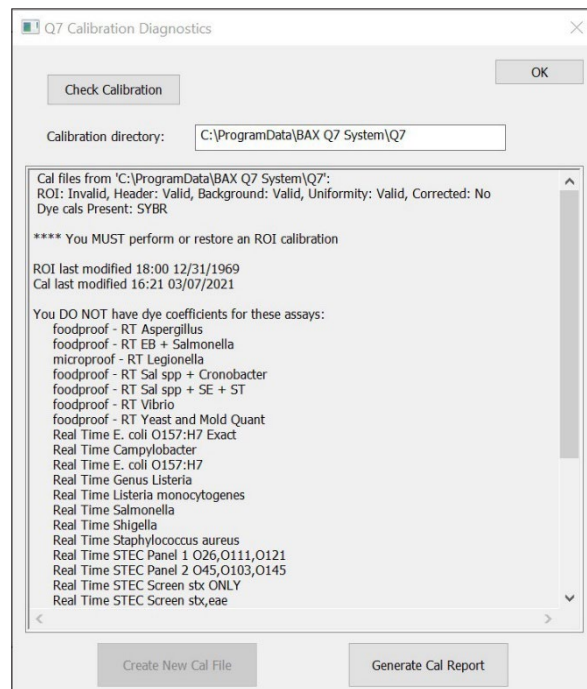 Q7 Calibration Diagnostics
OK
Check Calibration
Calibration directory: C:\ProgramData\BAX Q7 System\Q7
Cal files from 'C:\ProgramData\BAX Q7 System\Q7':
ROI: Invalid, Header: Valid, Background: Valid, Uniformity: Valid, Corrected: No
Dye cals Present: SYBR
**** You MUST perform or restore an ROI calibration
ROI last modified 18:00 12/31/1969
Cal last modified 16:21 03/07/2021
You DO NOT have dye coefficients for these assays:
foodproof - RT Aspergillus
foodproof - RT EB + Salmonella
microproof - RT Legionella
foodproof - RT Sal spp + Cronobacter
foodproof - RT Sal spp + SE + ST
foodproof - RT Vibrio
foodproof - RT Yeast and Mold Quant
Real Time E. coli O157:H7 Exact
Real Time Campylobacter
Real Time E. coli O157:H7
Real Time Genus Listeria
Real Time Listeria monocytogenes
Real Time Salmonella
Real Time Shigella
Real Time Staphylococcus aureus
Real Time STEC Panel 1 O26,O111,O121
Real Time STEC Panel 2 O45,O103,O145
Real Time STEC Screen stx ONLY
Real Time STEC Screen stx,eae
Create New Cal File
Generate Cal Report